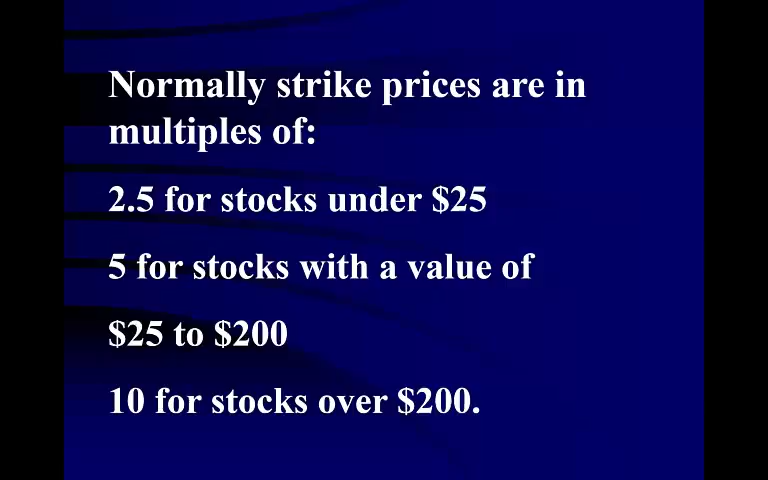 Normally strike prices are in
multiples of:
2.5 for stocks under $25
5 for stocks with a value of
$25 to $200
10 for stocks over $200.